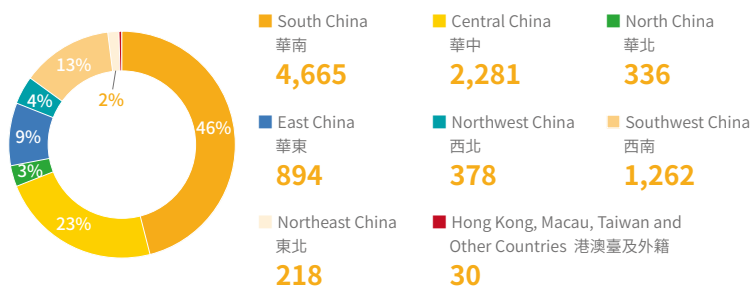 46%
23%
3%
9%
4%
13%
2%
South China
華南
4,665
Central China
華中
2,281
North China
華北
336
East China
華東
894
Northwest China
西北
378
Southwest China
西南
1,262
Northeast China
東北
218
Hong Kong, Macau, Taiwan and
Other Countries 港澳臺及外籍
30